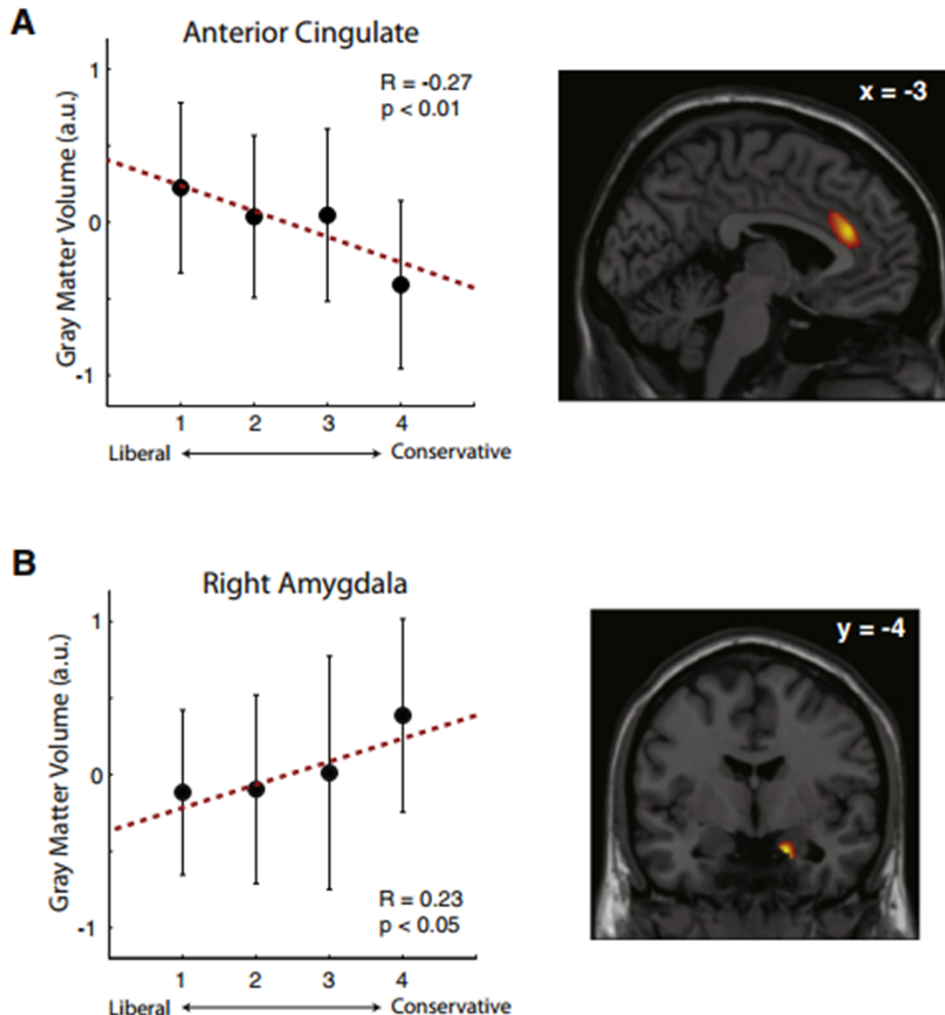 A
Anterior Cingulate
Gray Matter Volume (a.u.)
1
0
-1
R = -0.27
p < 0.01
1 2 3 4
Liberal Conservative
x = -3
B
Right Amygdala
Gray Matter Volume (a.u.)
1
0
-1
R = 0.23
p < 0.05
1 2 3 4
Liberal Conservative
y = -4